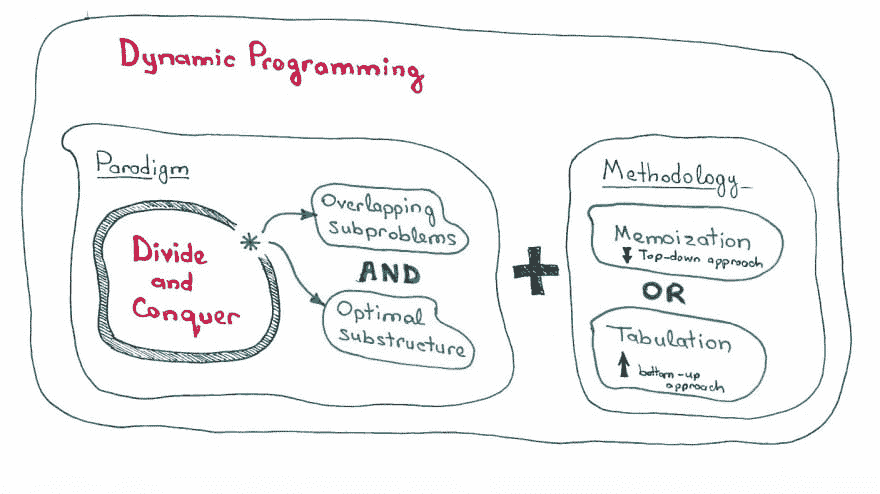 Dynamic Programming
Paradigm
Divide
and
Conquer
*
Overlapping
subproblems
AND
Optimal
substructure
+
Methodology
Memoization
Top-down approach
OR
Tabulation
bottom-up
approach